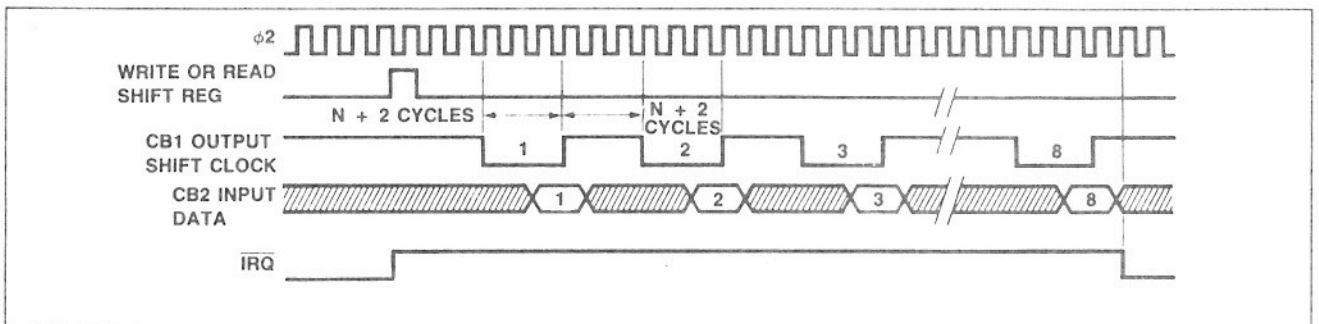 φ2
WRITE OR READ
SHIFT REG
N + 2 CYCLES
N + 2
CYCLES
CB1 OUTPUT
SHIFT CLOCK
1 2 3 8
CB2 INPUT
DATA
1 2 3 8
IRQ